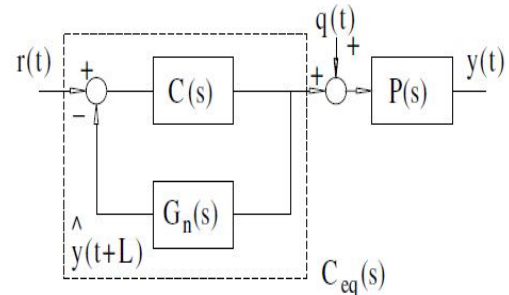 q(t)
r(t)
+
+
+
y(t)
C(s)
P(s)
−
G_n(s)
^
y(t+L)
C_eq(s)